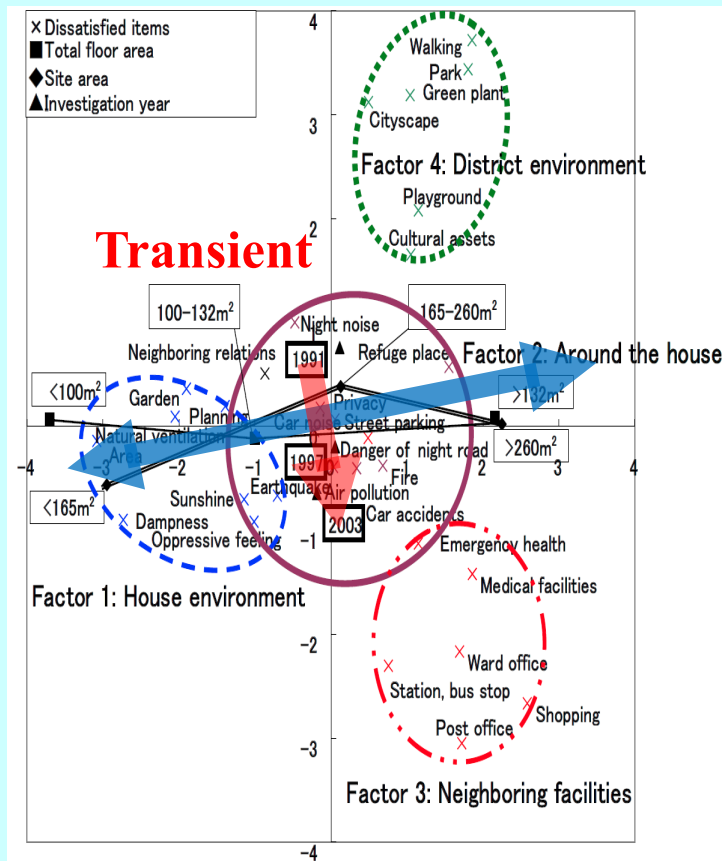 × Dissatisfied items
■ Total floor area
◆ Site area
▲ Investigation year
4
Walking
Park
Green plant
3
Cityscape
Factor 4: District environment
Playground
2
Cultural assets
Transient
100-132m²
165-260m²
Night noise
Neighboring relations
1991
Refuge place
Factor 2: Around the house
<100m²
>132m²
Garden
Planning
Privacy
Car noise
Street parking
Natural ventilation
0
Danger of night road
>260m²
-4
-3
-2
-1
0
1
2
3
4
Area
1997
Fire
<165m²
Sunshine
Earthquake
Air pollution
Dampness
2003
Car accidents
Oppressive feeling
-1
Emergency health
Factor 1: House environment
Medical facilities
-2
Ward office
Station, bus stop
Shopping
Post office
-3
Factor 3: Neighboring facilities
-4